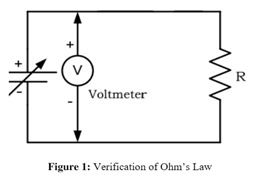 +
+
V
R
-
Voltmeter
-
Figure 1: Verification of Ohm's Law